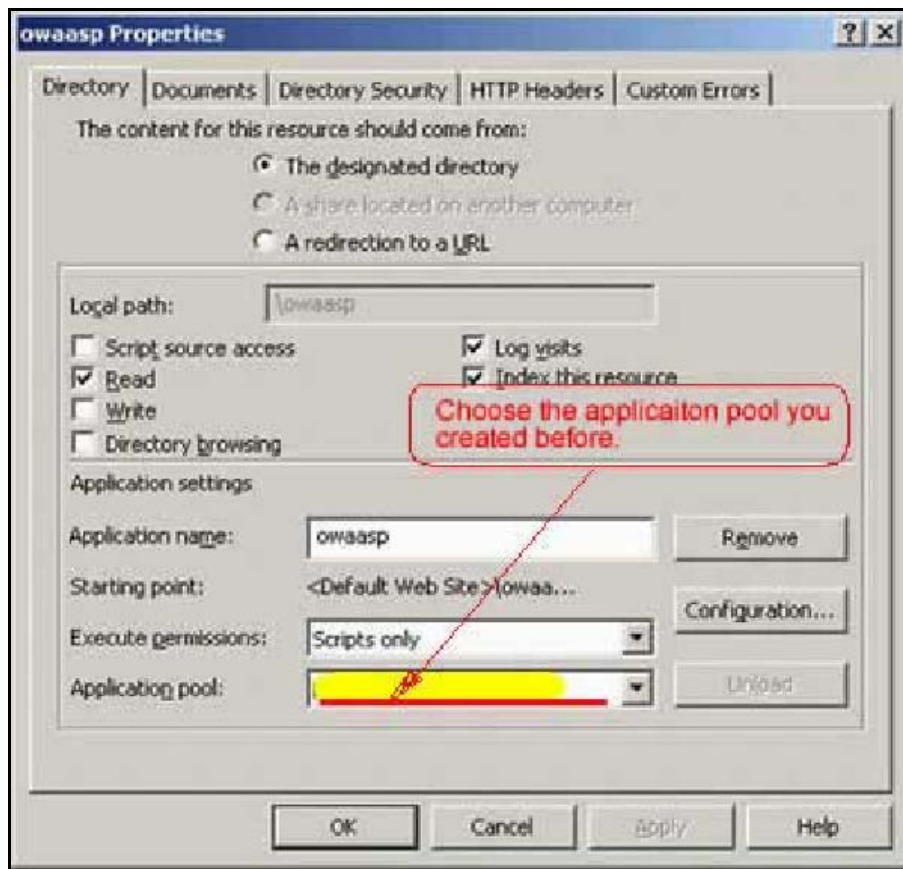 owaasp Properties
Directory Documents Directory Security HTTP Headers Custom Errors
The content for this resource should come from:
The designated directory
A share located on another computer
A redirection to a URL
Local path: \owaasp
Script source access Log visits
Read Index this resource
Write
Directory browsing
Choose the applicaiton pool you
created before.
Application settings
Application name: owaasp Remove
Starting point: <Default Web Site>\owaa...
Configuration...
Execute permissions: Scripts only
Application pool: Unload
OK Cancel Apply Help